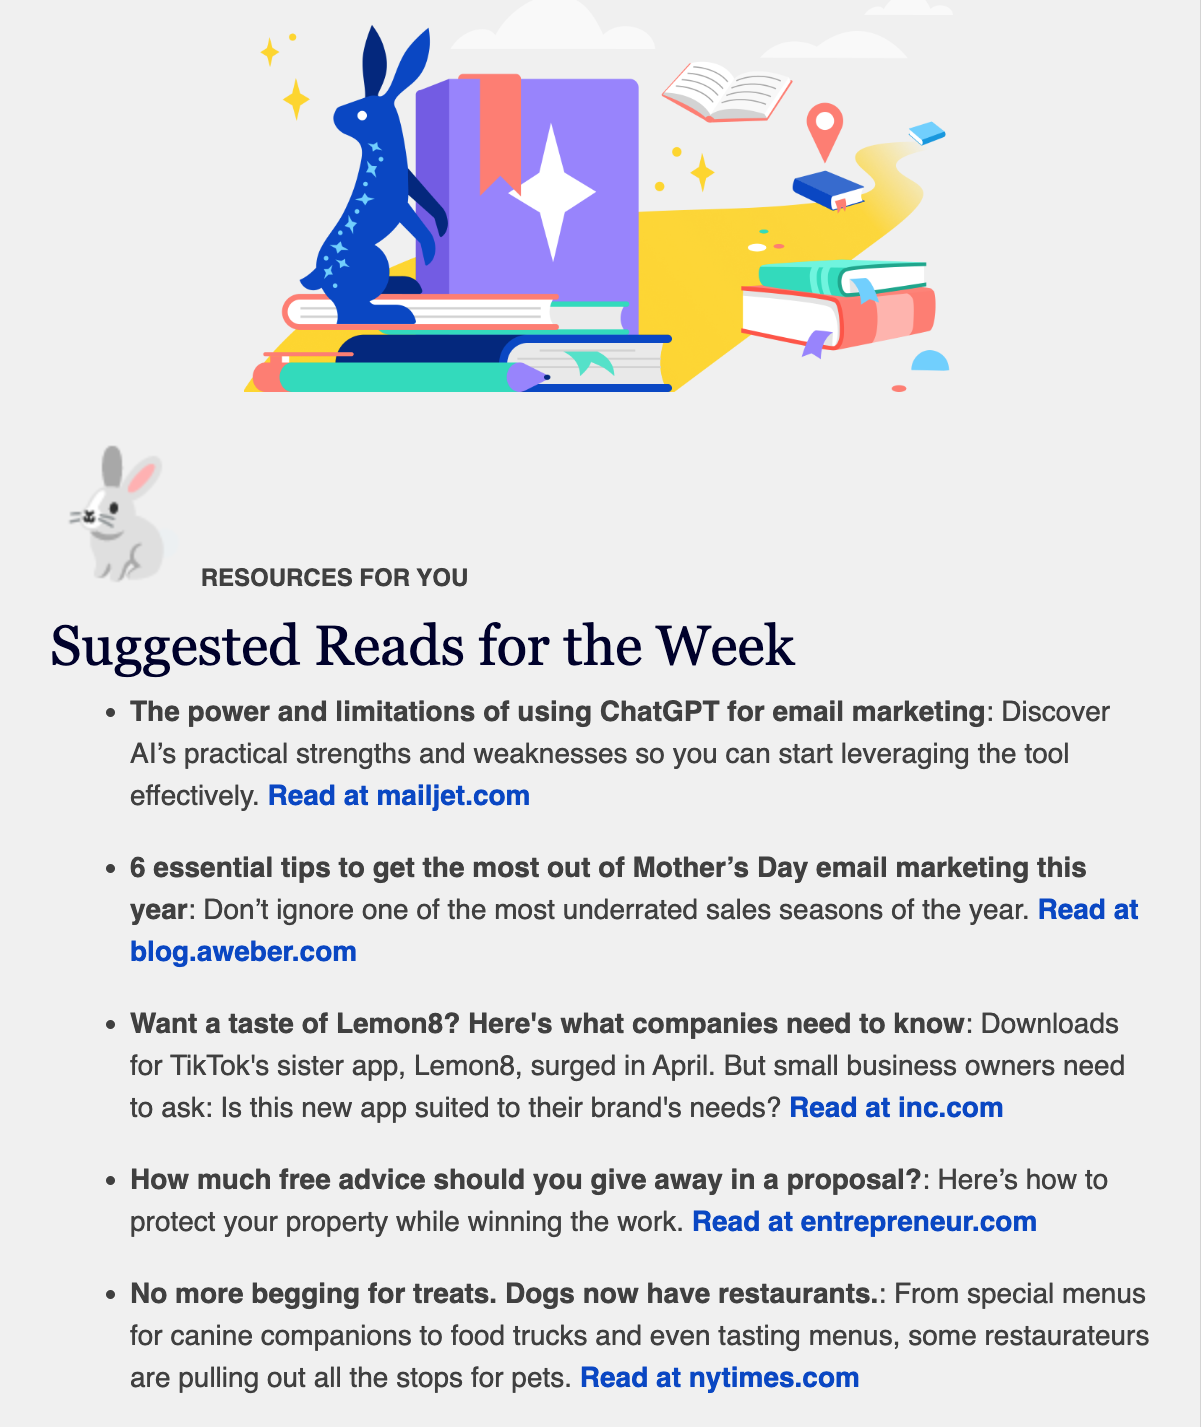 RESOURCES FOR YOU
Suggested Reads for the Week
• The power and limitations of using ChatGPT for email marketing: Discover
AI’s practical strengths and weaknesses so you can start leveraging the tool
effectively. Read at mailjet.com
• 6 essential tips to get the most out of Mother’s Day email marketing this
year: Don’t ignore one of the most underrated sales seasons of the year. Read at
blog.aweber.com
• Want a taste of Lemon8? Here's what companies need to know: Downloads
for TikTok's sister app, Lemon8, surged in April. But small business owners need
to ask: Is this new app suited to their brand's needs? Read at inc.com
• How much free advice should you give away in a proposal?: Here’s how to
protect your property while winning the work. Read at entrepreneur.com
• No more begging for treats. Dogs now have restaurants.: From special menus
for canine companions to food trucks and even tasting menus, some restaurateurs
are pulling out all the stops for pets. Read at nytimes.com